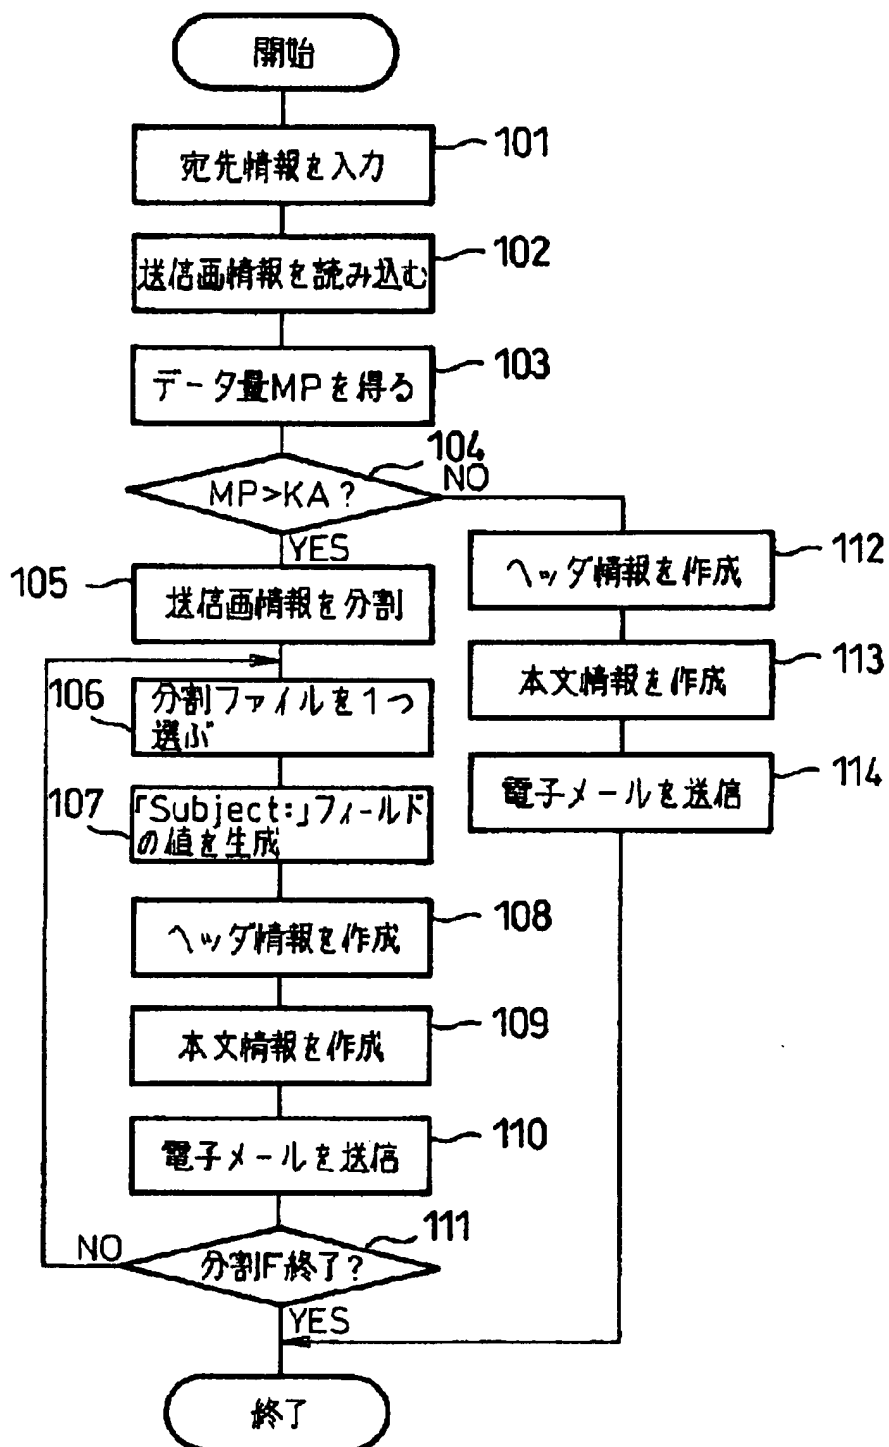 開始
宛先情報を入力
101
送信画情報を読み込む
102
データ量MPを得る
103
MP>KA?
104
NO
YES
送信画情報を分割
105
分割ファイルを1つ
選ぶ
106
「Subject:」フィールド
の値を生成
107
ヘッダ情報を作成
108
本文情報を作成
109
電子メールを送信
110
分割F終了?
111
NO
YES
ヘッダ情報を作成
112
本文情報を作成
113
電子メールを送信
114
終了